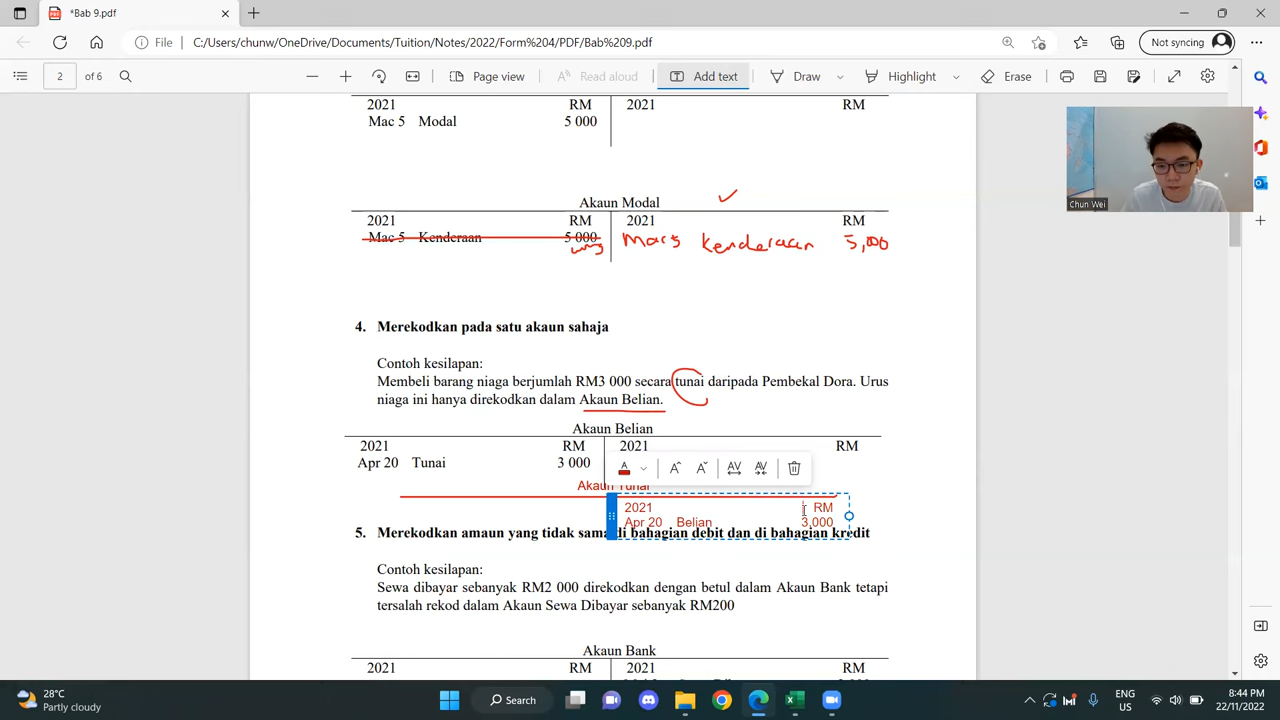 *Bab 9.pdf
File C:/Users/chunw/OneDrive/Documents/Tuition/Notes/2022/Form%204/PDF/Bab%209.pdf Not syncing
2 of 6 Page view Read aloud Add text Draw Highlight Erase
2021 RM 2021 RM
Mac 5 Modal 5 000
Akaun Modal
2021 RM 2021 RM
Mac 5 Kenderaan 5 000 Mac 5 Kenderaan 5,000
Chun Wei
4. Merekodkan pada satu akaun sahaja
Contoh kesilapan:
Membeli barang niaga berjumlah RM3 000 secara tunai daripada Pembekal Dora. Urus
niaga ini hanya direkodkan dalam Akaun Belian.
Akaun Belian
2021 RM 2021 RM
Apr 20 Tunai 3 000
Akaun Tunai
2021 RM
Apr 20 Belian 3,000
5. Merekodkan amaun yang tidak sama di bahagian debit dan di bahagian kredit
Contoh kesilapan:
Sewa dibayar sebanyak RM2 000 direkodkan dengan betul dalam Akaun Bank tetapi
tersalah rekod dalam Akaun Sewa Dibayar sebanyak RM200
Akaun Bank
2021 RM 2021 RM
28°C
Partly cloudy
Search
ENG
US
8:44 PM
22/11/2022